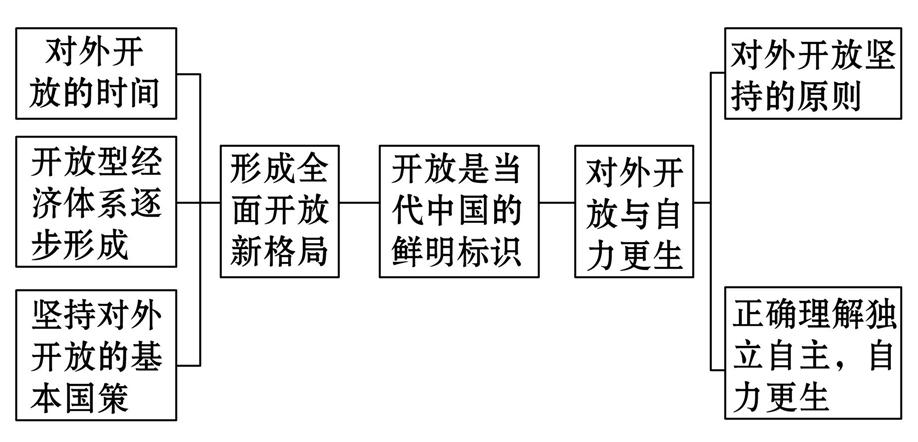 对外开
放的时间
开放型经
济体系逐
步形成
坚持对外
开放的基
本国策
形成全
面开放
新格局
开放是当
代中国的
鲜明标识
对外开
放与自
力更生
对外开放坚
持的原则
正确理解独
立自主，自
力更生